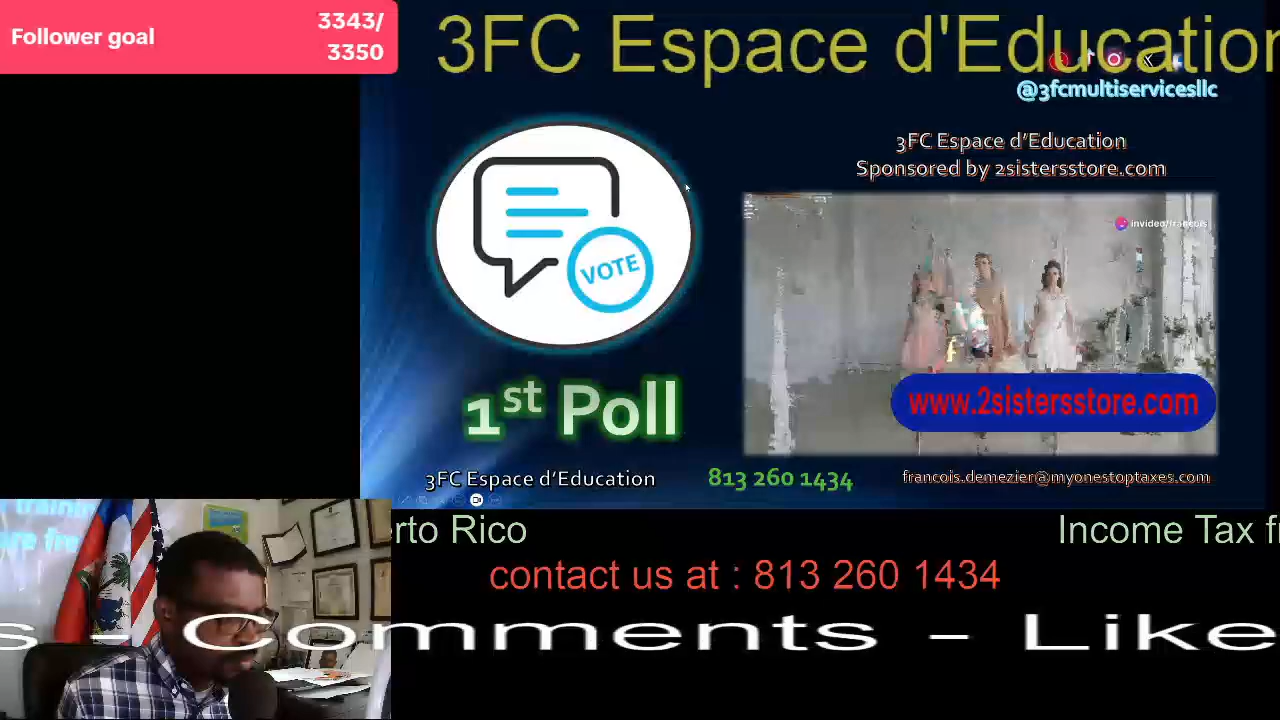 Follower goal
3343/
3350
3FC Espace d'Education
@3fcmultiservicesllc
3FC Espace d'Education
Sponsored by 2sistersstore.com
invideo/francois
VOTE
www.2sistersstore.com
1st Poll
3FC Espace d'Education
813 260 1434
francois.demezier@myonestoptaxes.com
rto Rico
Income Tax f
contact us at : 813 260 1434
s - Comments - Like